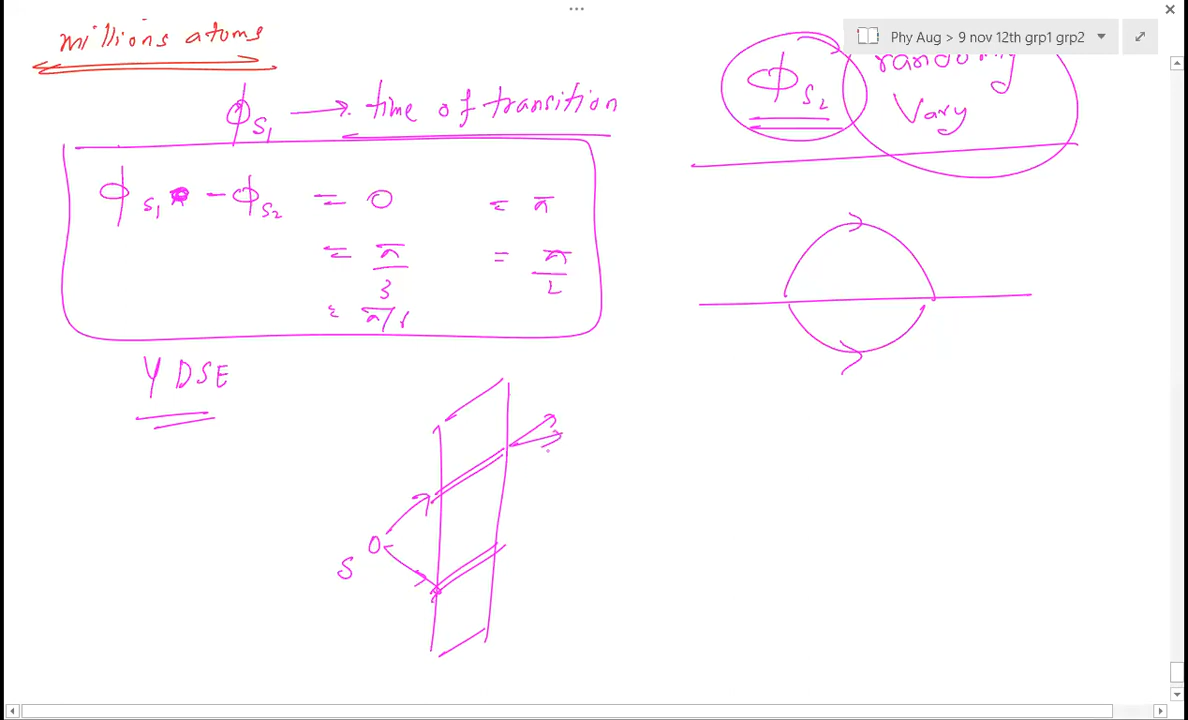 millions atoms
Phy Aug > 9 nov 12th grp1 grp2
ϕS1 → time of transition
ϕS2 randomly
Vary
ϕS1 - ϕS2 = 0 = π
= π/3 = π/2
YDSE
S